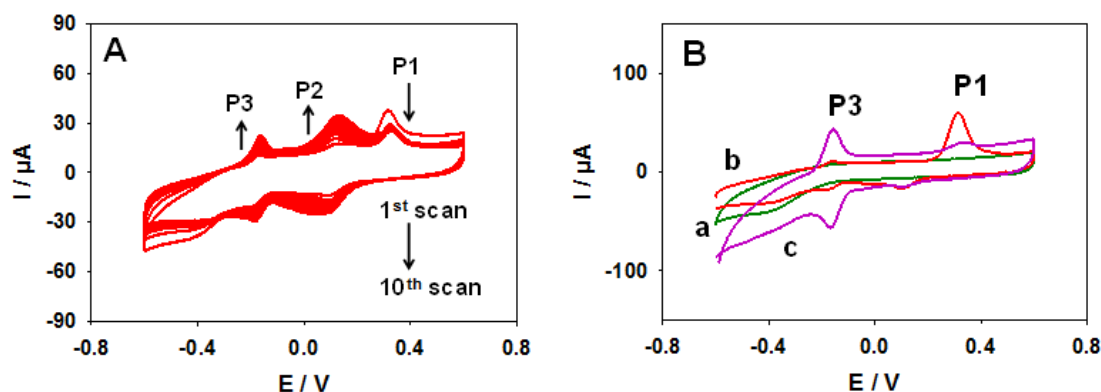 A
90
60
30
0
-30
-60
-90
I / µA
P3
P2
P1
1st scan
10th scan
-0.8
-0.4
0.0
0.4
0.8
E / V
B
100
0
-100
I / µA
P3
P1
b
a
c
-0.8
-0.4
0.0
0.4
0.8
E / V